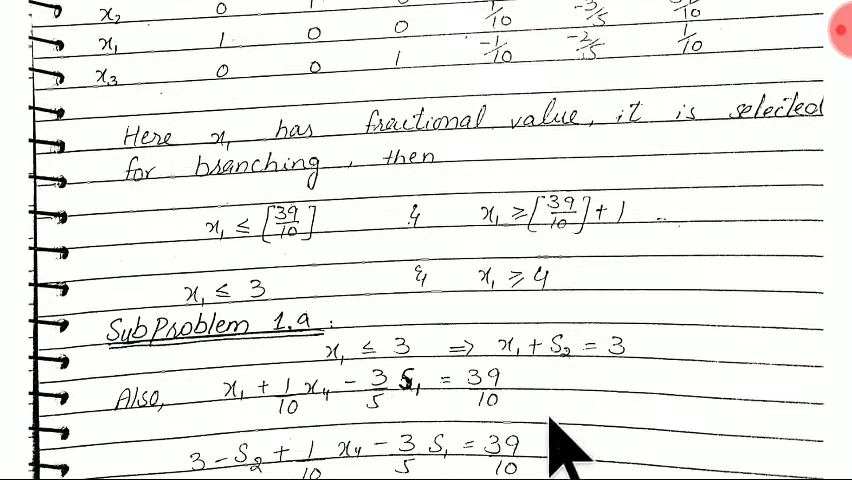 x₂ 0 1 0 1/10 -3/5
x₁ 1 0 0 -1/10 -2/5 1/10
x₃ 0 0 1
Here x₁ has fractional value, it is selected
for branching, then
x₁ ≤ [39/10] & x₁ ≥ [39/10] + 1
x₁ ≤ 3 & x₁ ≥ 4
SubProblem 1.a :
x₁ ≤ 3 ⇒ x₁ + S₂ = 3
Also, x₁ + 1/10 x₄ - 3/5 S₁ = 39/10
3 - S₂ + 1/10 x₄ - 3/5 S₁ = 39/10